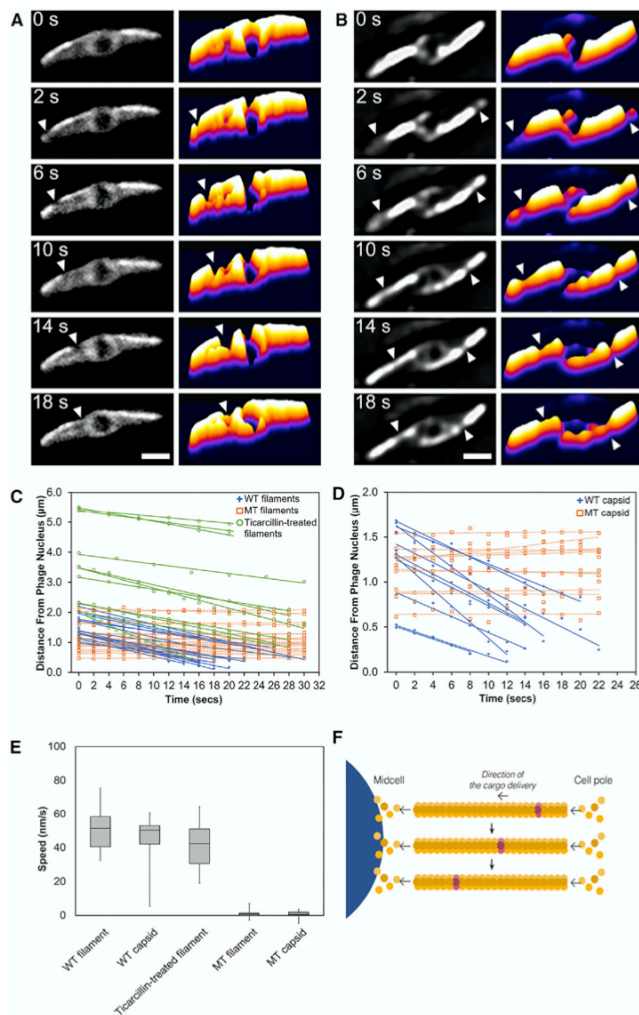 A
0 s
2 s
6 s
10 s
14 s
18 s
B
0 s
2 s
6 s
10 s
14 s
18 s
C
WT filaments
MT filaments
Ticarcillin-treated
filaments
Distance From Phage Nucleus (µm)
6.0
5.0
4.0
3.0
2.0
1.0
0.0
0 2 4 6 8 10 12 14 16 18 20 22 24 26 28 30 32
Time (secs)
D
WT capsid
MT capsid
Distance From Phage Nucleus (µm)
2.0
1.5
1.0
0.5
0.0
0 2 4 6 8 10 12 14 16 18 20 22 24 26
Time (secs)
E
Speed (nm/s)
100
80
60
40
20
0
WT filament
WT capsid
Ticarcillin-treated filament
MT filament
MT capsid
F
Midcell
Direction of
the cargo delivery
Cell pole